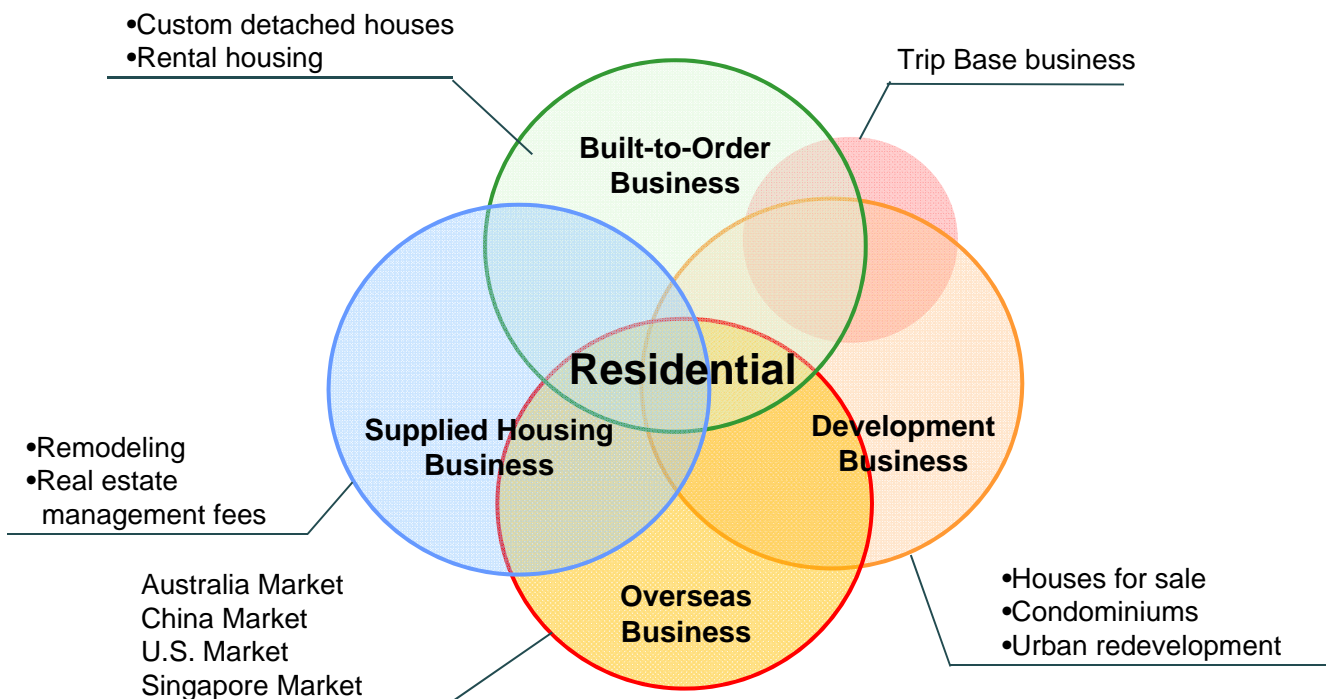 •Custom detached houses
•Rental housing
Trip Base business
Built-to-Order
Business
Residential
Supplied Housing
Business
Development
Business
•Remodeling
•Real estate
management fees
Overseas
Business
Australia Market
China Market
U.S. Market
Singapore Market
•Houses for sale
•Condominiums
•Urban redevelopment